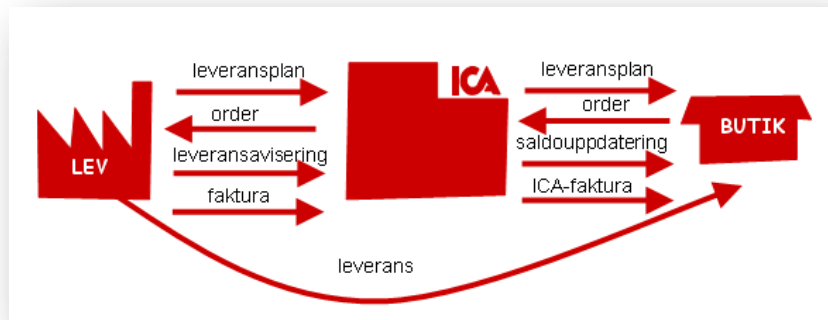 leveransplan
order
leveransavisering
faktura
LEV
ICA
leveransplan
order
saldouppdatering
ICA-faktura
BUTIK
leverans